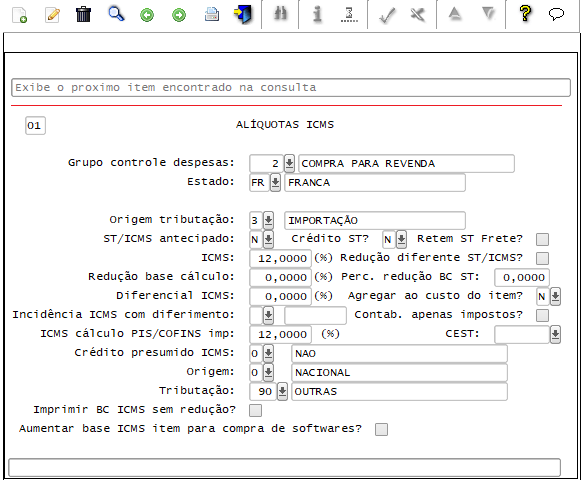 Exibe o proximo item encontrado na consulta
01 ALÍQUOTAS ICMS
Grupo controle despesas: 2 COMPRA PARA REVENDA
Estado: FR FRANCA
Origem tributação: 3 IMPORTAÇÃO
ST/ICMS antecipado: N Crédito ST? N Retem ST Frete?
ICMS: 12,0000 (%) Redução diferente ST/ICMS?
Redução base cálculo: 0,0000 (%) Perc. redução BC ST: 0,0000
Diferencial ICMS: 0,0000 (%) Agregar ao custo do item? N
Incidência ICMS com diferimento: Contab. apenas impostos?
ICMS cálculo PIS/COFINS imp: 12,0000 (%) CEST:
Crédito presumido ICMS: 0 NAO
Origem: 0 NACIONAL
Tributação: 90 OUTRAS
Imprimir BC ICMS sem redução?
Aumentar base ICMS item para compra de softwares?